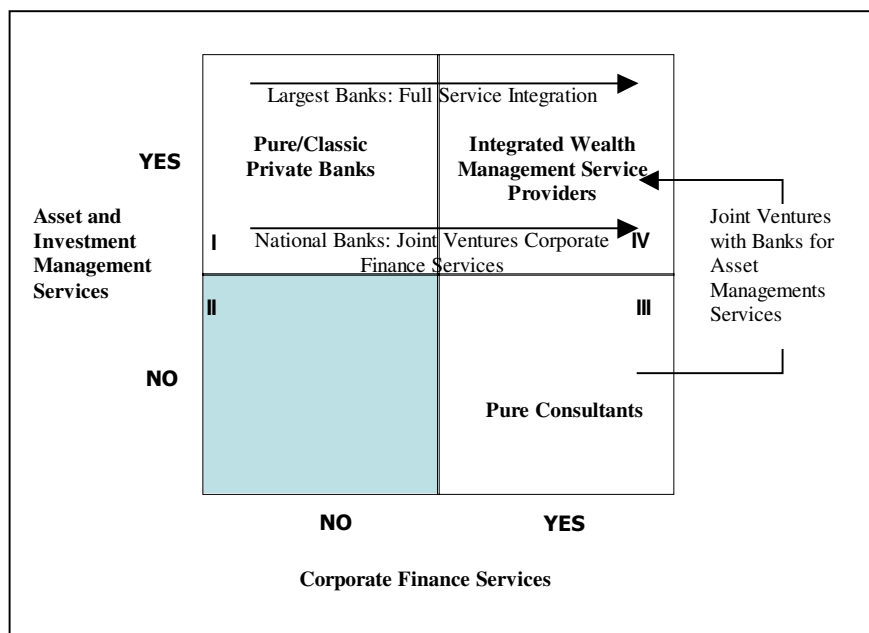 Largest Banks: Full Service Integration
Pure/Classic
Private Banks
Integrated Wealth
Management Service
Providers
YES
Asset and
Investment
Management
Services
Joint Ventures
with Banks for
Asset
Managements
Services
I
National Banks: Joint Ventures Corporate
Finance Services
IV
II
III
NO
Pure Consultants
NO
YES
Corporate Finance Services